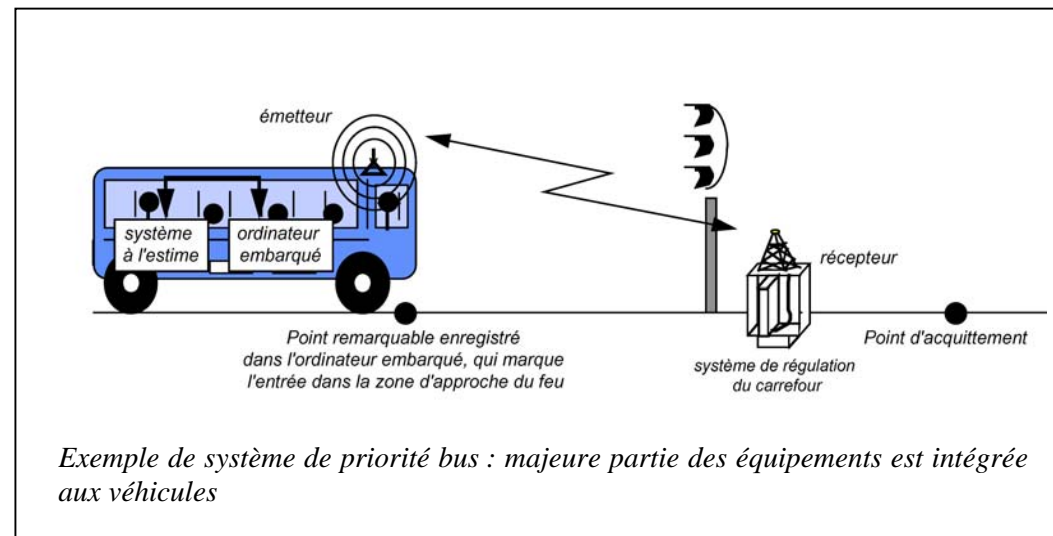 émetteur
système
à l'estime
ordinateur
embarqué
récepteur
Point remarquable enregistré
dans l'ordinateur embarqué, qui marque
l'entrée dans la zone d'approche du feu
système de régulation
du carrefour
Point d'acquittement
Exemple de système de priorité bus : majeure partie des équipements est intégrée
aux véhicules